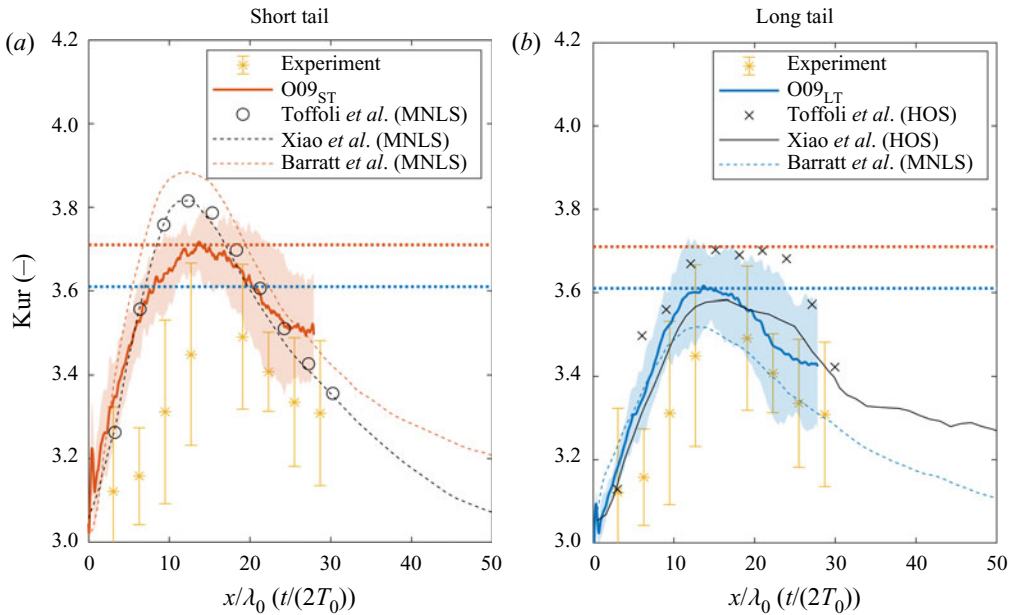 Short tail
Long tail
(a)
(b)
4.2
4.0
3.8
3.6
3.4
3.2
3.0
Kur (–)
Experiment
O09ST
Toffoli et al. (MNLS)
Xiao et al. (MNLS)
Barratt et al. (MNLS)
0 10 20 30 40 50
x/λ0 (t/(2T0))
4.2
4.0
3.8
3.6
3.4
3.2
3.0
Experiment
O09LT
Toffoli et al. (HOS)
Xiao et al. (HOS)
Barratt et al. (MNLS)
0 10 20 30 40 50
x/λ0 (t/(2T0))